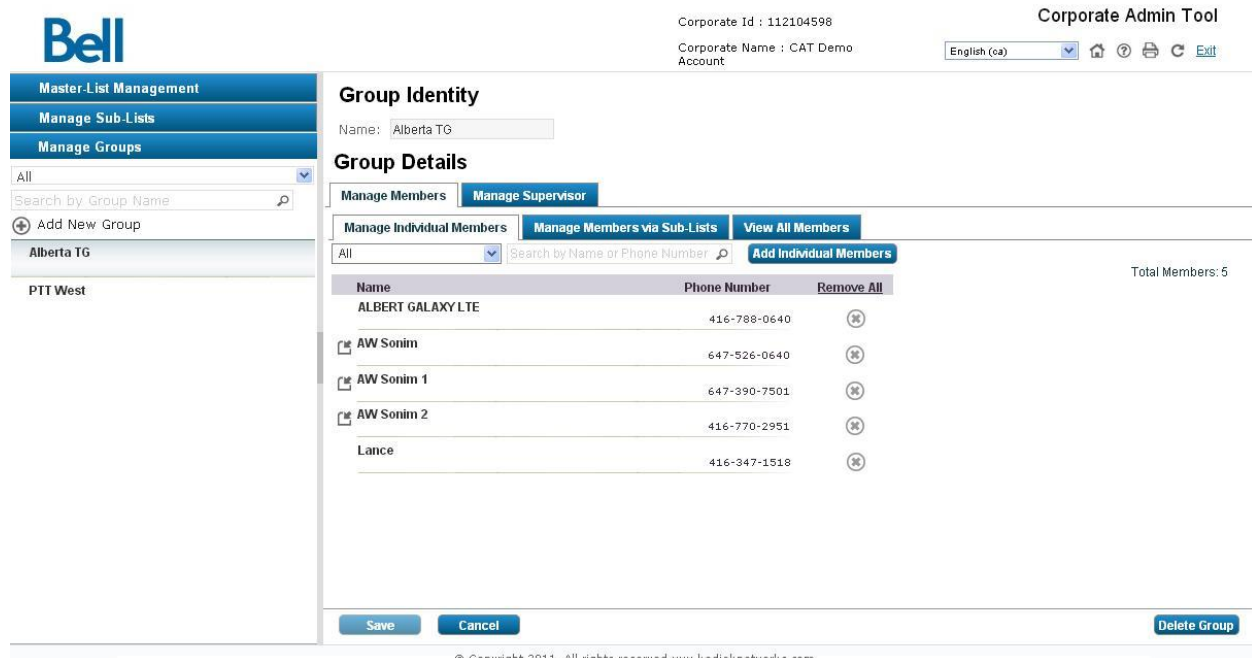 Bell
Corporate Id : 112104598
Corporate Name : CAT Demo
Account
Corporate Admin Tool
English (ca)
Exit
Master-List Management
Manage Sub-Lists
Manage Groups
All
Search by Group Name
Add New Group
Alberta TG
PTT West
Group Identity
Name: Alberta TG
Group Details
Manage Members Manage Supervisor
Manage Individual Members Manage Members via Sub-Lists View All Members
All Search by Name or Phone Number Add Individual Members
Total Members: 5
Name Phone Number Remove All
ALBERT GALAXY LTE
416-788-0640
AW Sonim
647-526-0640
AW Sonim 1
647-390-7501
AW Sonim 2
416-770-2951
Lance
416-347-1518
Save Cancel Delete Group
© Copyright 2011. All rights reserved